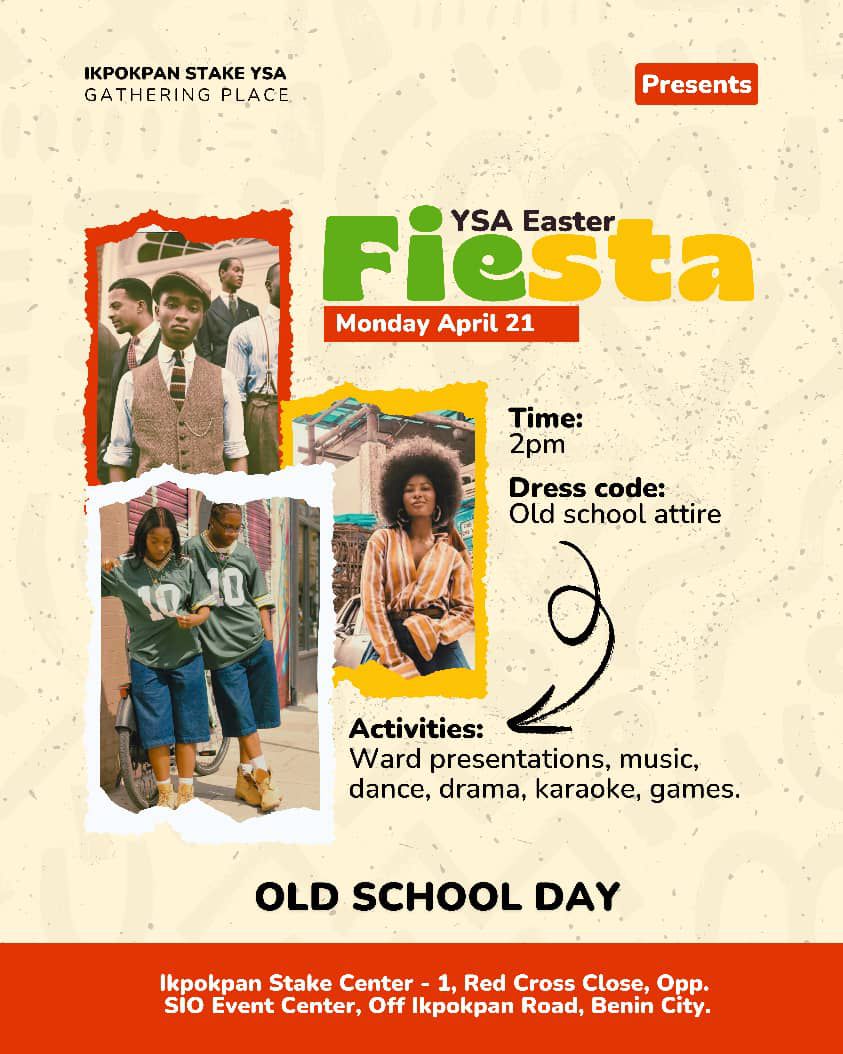 IKPOKPAN STAKE YSA
GATHERING PLACE
Presents
YSA Easter
Fiesta
Monday April 21
Time:
2pm
Dress code:
Old school attire
10 10
Activities:
Ward presentations, music,
dance, drama, karaoke, games.
OLD SCHOOL DAY
Ikpokpan Stake Center - 1, Red Cross Close, Opp.
SIO Event Center, Off Ikpokpan Road, Benin City.